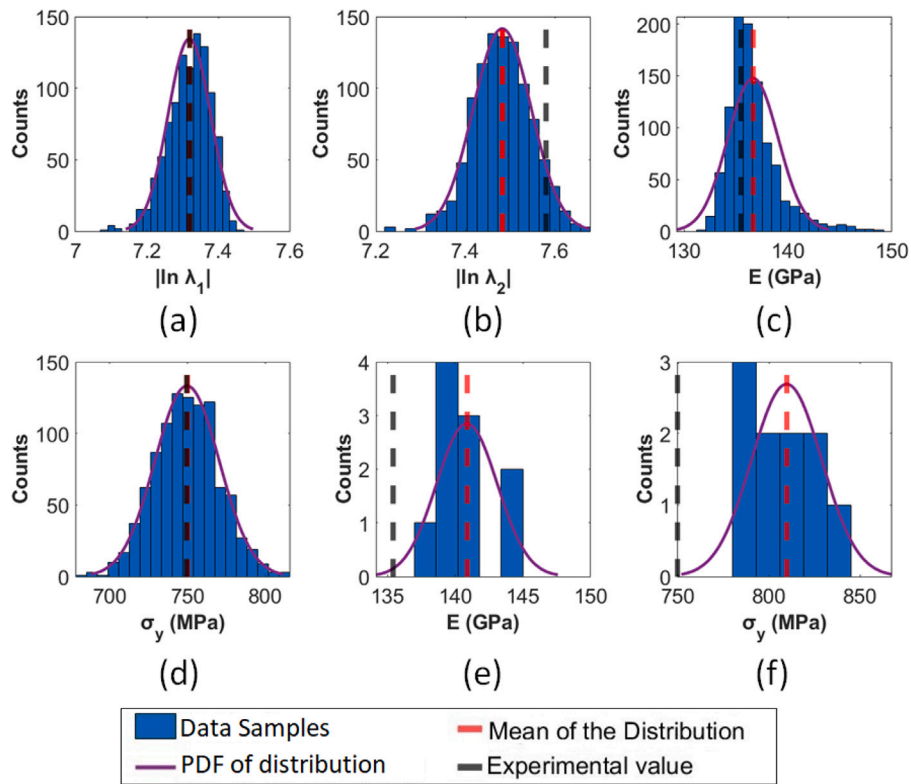 150
100
50
0
Counts
7
7.2
7.4
7.6
|ln λ1|
(a)
150
100
50
0
Counts
7.2
7.4
7.6
|ln λ2|
(b)
200
150
100
50
0
Counts
130
140
150
E (GPa)
(c)
150
100
50
0
Counts
700
750
800
σy (MPa)
(d)
4
3
2
1
0
Counts
135
140
145
150
E (GPa)
(e)
3
2
1
0
Counts
750
800
850
σy (MPa)
(f)
Data Samples
Mean of the Distribution
PDF of distribution
Experimental value